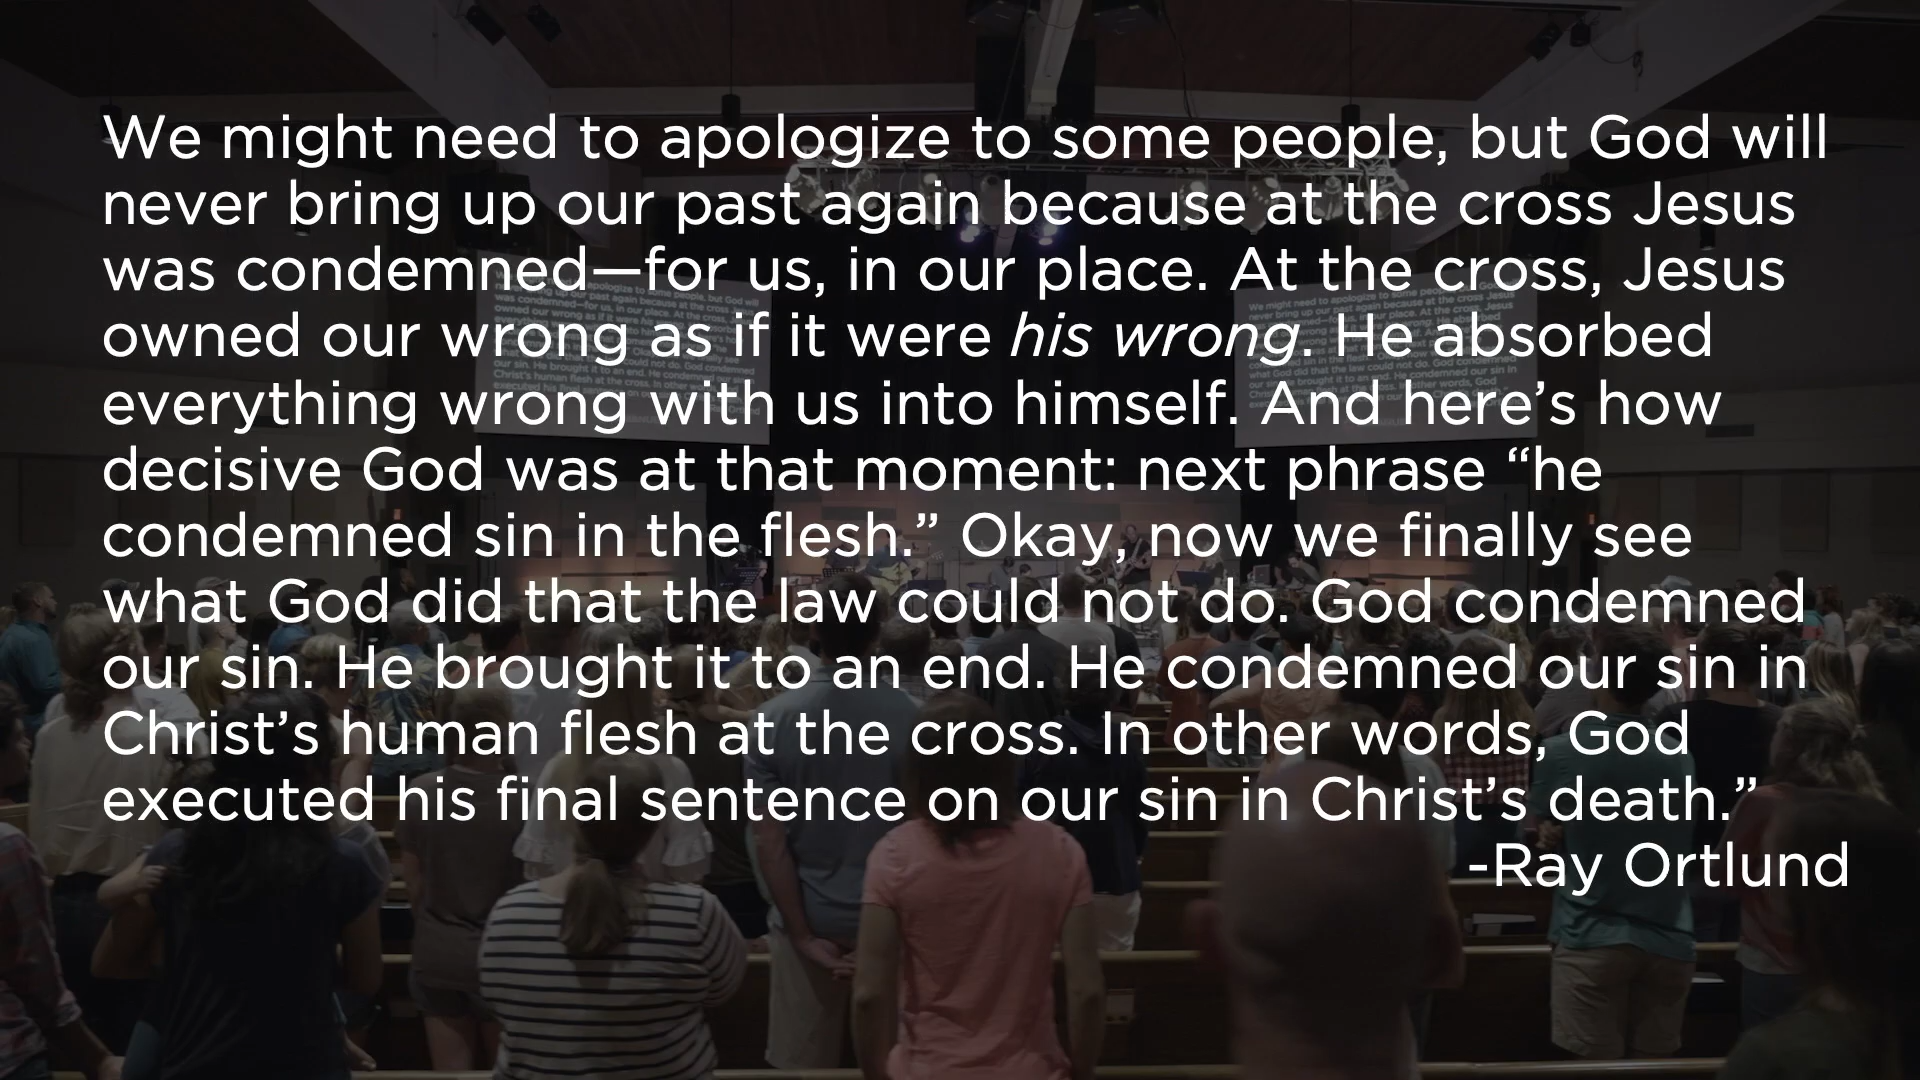 We might need to apologize to some people, but God will
never bring up our past again because at the cross Jesus
was condemned—for us, in our place. At the cross, Jesus
owned our wrong as if it were his wrong. He absorbed
everything wrong with us into himself. And here’s how
decisive God was at that moment: next phrase “he
condemned sin in the flesh.”  Okay, now we finally see
what God did that the law could not do. God condemned
our sin. He brought it to an end. He condemned our sin in
Christ’s human flesh at the cross. In other words, God
executed his final sentence on our sin in Christ’s death.”
-Ray Ortlund